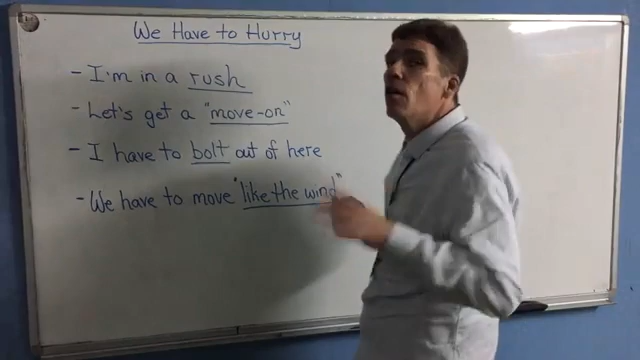 We Have to Hurry
- I'm in a rush
- Let's get a "move-on"
- I have to bolt out of here
- We have to move "like the wind"